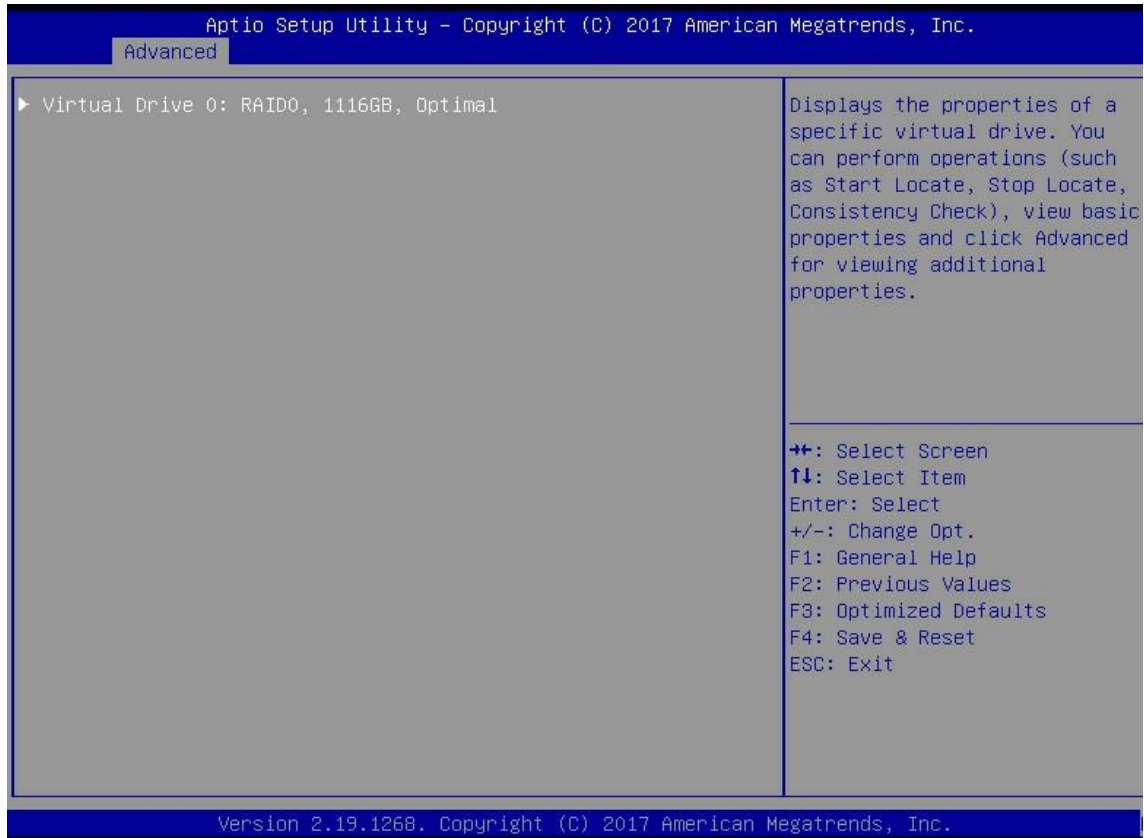 Aptio Setup Utility – Copyright (C) 2017 American Megatrends, Inc.
Advanced
▶ Virtual Drive 0: RAID0, 1116GB, Optimal
Displays the properties of a
specific virtual drive. You
can perform operations (such
as Start Locate, Stop Locate,
Consistency Check), view basic
properties and click Advanced
for viewing additional
properties.
→←: Select Screen
↑↓: Select Item
Enter: Select
+/-: Change Opt.
F1: General Help
F2: Previous Values
F3: Optimized Defaults
F4: Save & Reset
ESC: Exit
Version 2.19.1268. Copyright (C) 2017 American Megatrends, Inc.